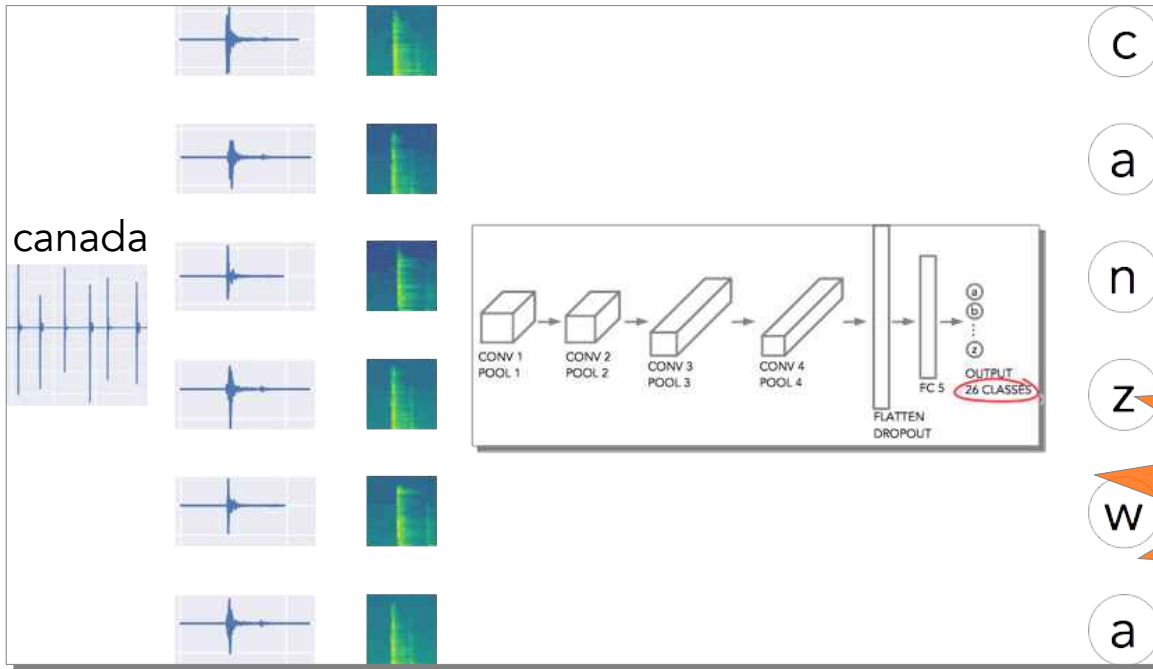 c
a
canada
n
CONV 1
POOL 1
CONV 2
POOL 2
CONV 3
POOL 3
CONV 4
POOL 4
FLATTEN
DROPOUT
FC 5
a
b
z
OUTPUT
26 CLASSES
z
w
a